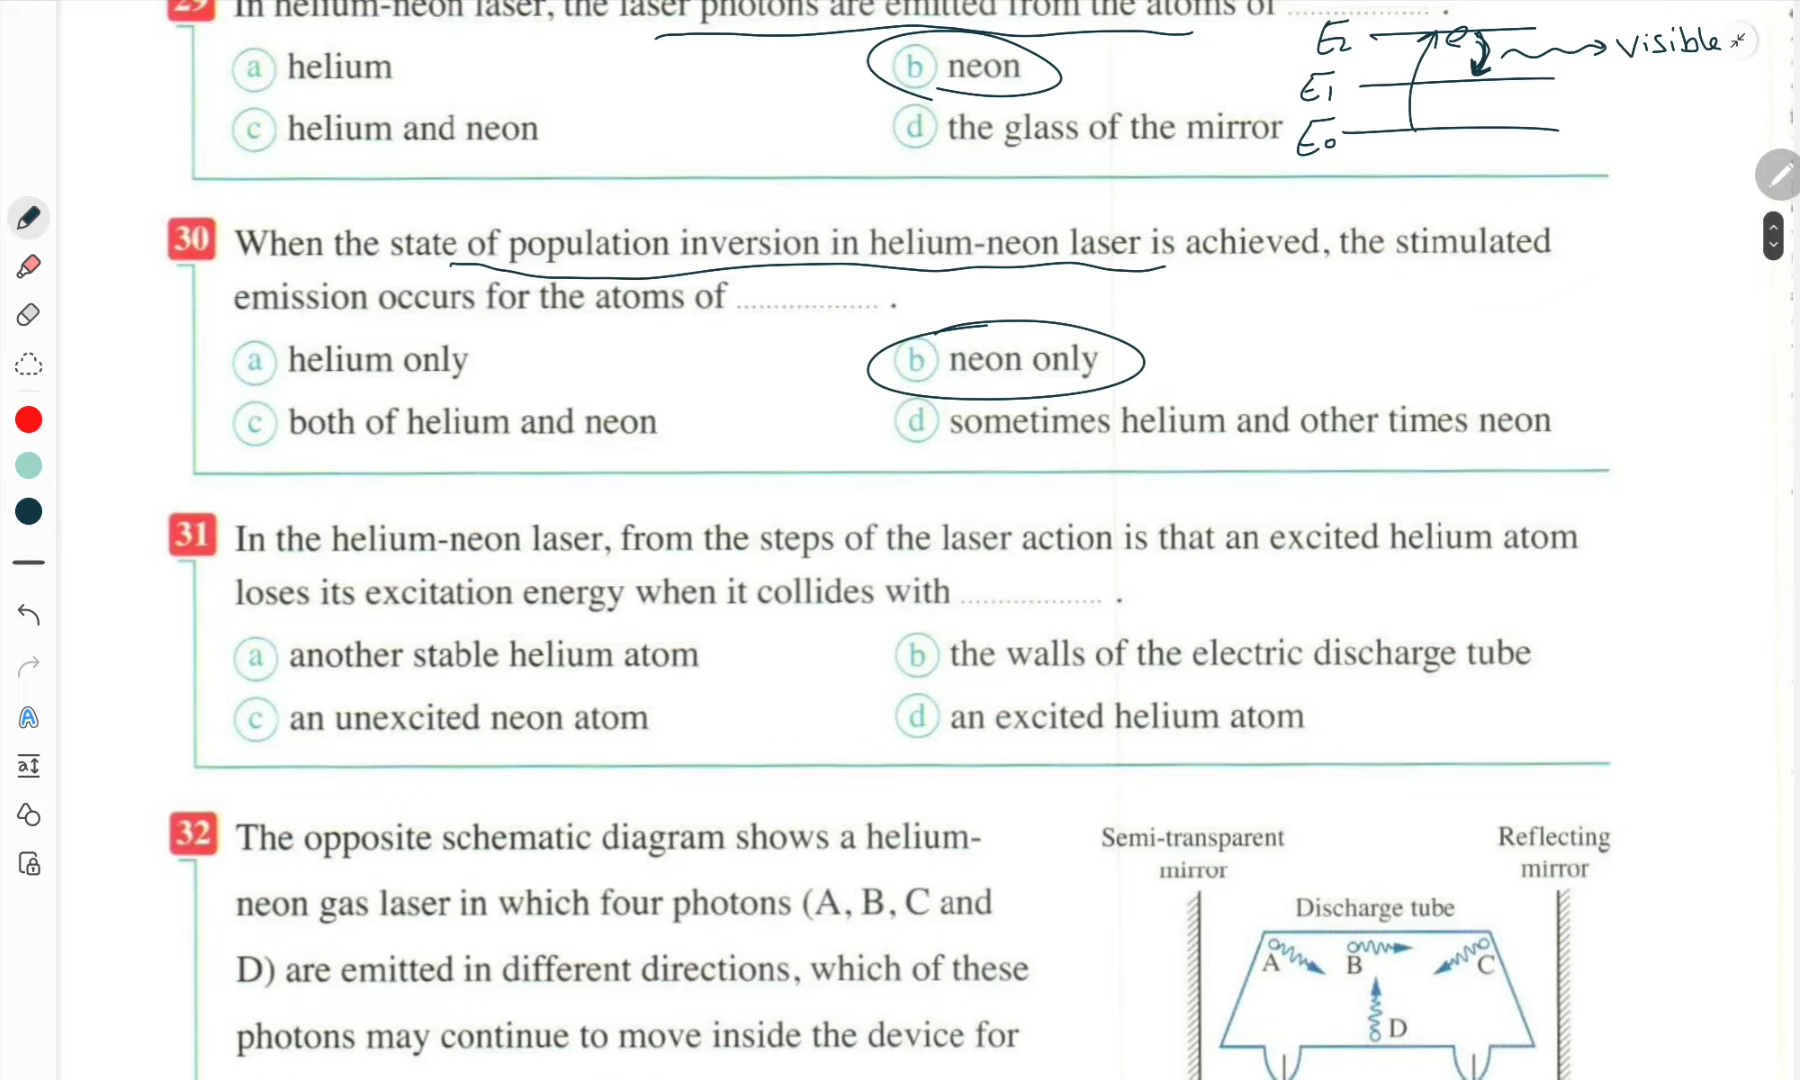 29 In helium-neon laser, the laser photons are emitted from the atoms of .................. .
a helium
b neon
c helium and neon
d the glass of the mirror
E2
E1
E0
e
visible
30 When the state of population inversion in helium-neon laser is achieved, the stimulated
emission occurs for the atoms of .................. .
a helium only
b neon only
c both of helium and neon
d sometimes helium and other times neon
31 In the helium-neon laser, from the steps of the laser action is that an excited helium atom
loses its excitation energy when it collides with .................. .
a another stable helium atom
b the walls of the electric discharge tube
c an unexcited neon atom
d an excited helium atom
32 The opposite schematic diagram shows a helium-
neon gas laser in which four photons (A, B, C and
D) are emitted in different directions, which of these
photons may continue to move inside the device for
Semi-transparent
mirror
Reflecting
mirror
Discharge tube
A
B
C
D